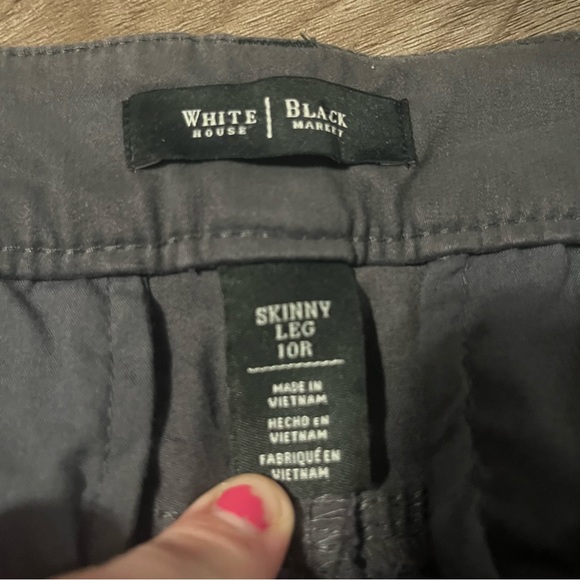 WHITE | BLACK
HOUSE | MARKET
SKINNY
LEG
10R
MADE IN
VIETNAM
HECHO EN
VIETNAM
FABRIQUÉ EN
VIETNAM